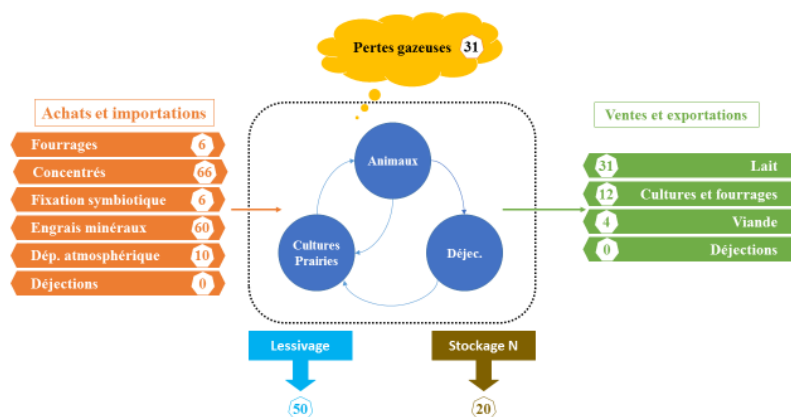 Pertes gazeuses 31
Achats et importations
Fourrages 6
Concentrés 66
Fixation symbiotique 6
Engrais minéraux 60
Dép. atmosphérique 10
Déjections 0
Animaux
Cultures
Prairies
Déjec.
Ventes et exportations
31 Lait
12 Cultures et fourrages
4 Viande
0 Déjections
Lessivage
50
Stockage N
20